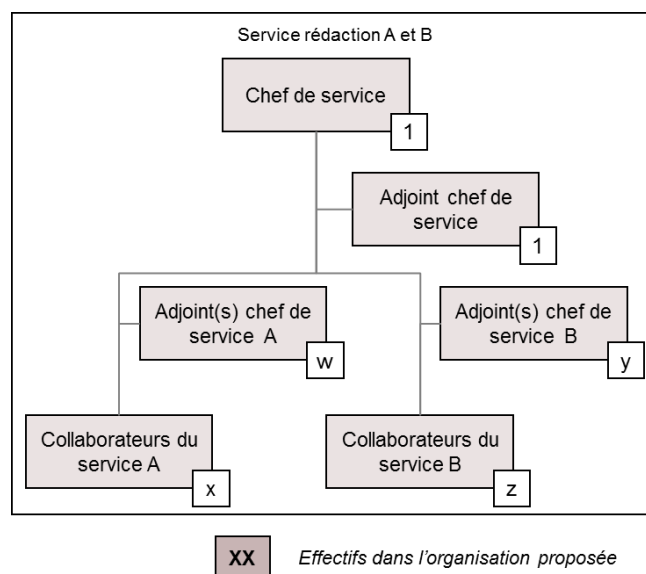 Service rédaction A et B
Chef de service
1
Adjoint chef de
service
1
Adjoint(s) chef de
service A
w
Adjoint(s) chef de
service B
y
Collaborateurs du
service A
x
Collaborateurs du
service B
z
XX
Effectifs dans l'organisation proposée